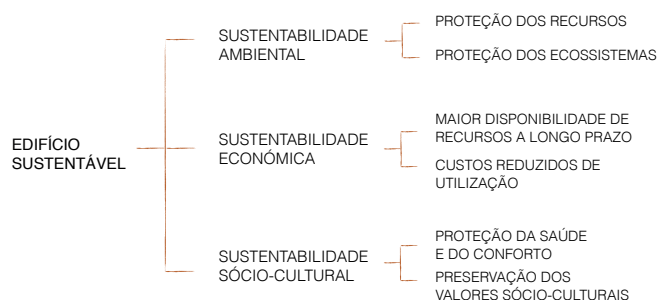 EDIFÍCIO
SUSTENTÁVEL
SUSTENTABILIDADE
AMBIENTAL
PROTEÇÃO DOS RECURSOS
PROTEÇÃO DOS ECOSSISTEMAS
SUSTENTABILIDADE
ECONÓMICA
MAIOR DISPONIBILIDADE DE
RECURSOS A LONGO PRAZO
CUSTOS REDUZIDOS DE
UTILIZAÇÃO
SUSTENTABILIDADE
SÓCIO-CULTURAL
PROTEÇÃO DA SAÚDE
E DO CONFORTO
PRESERVAÇÃO DOS
VALORES SÓCIO-CULTURAIS